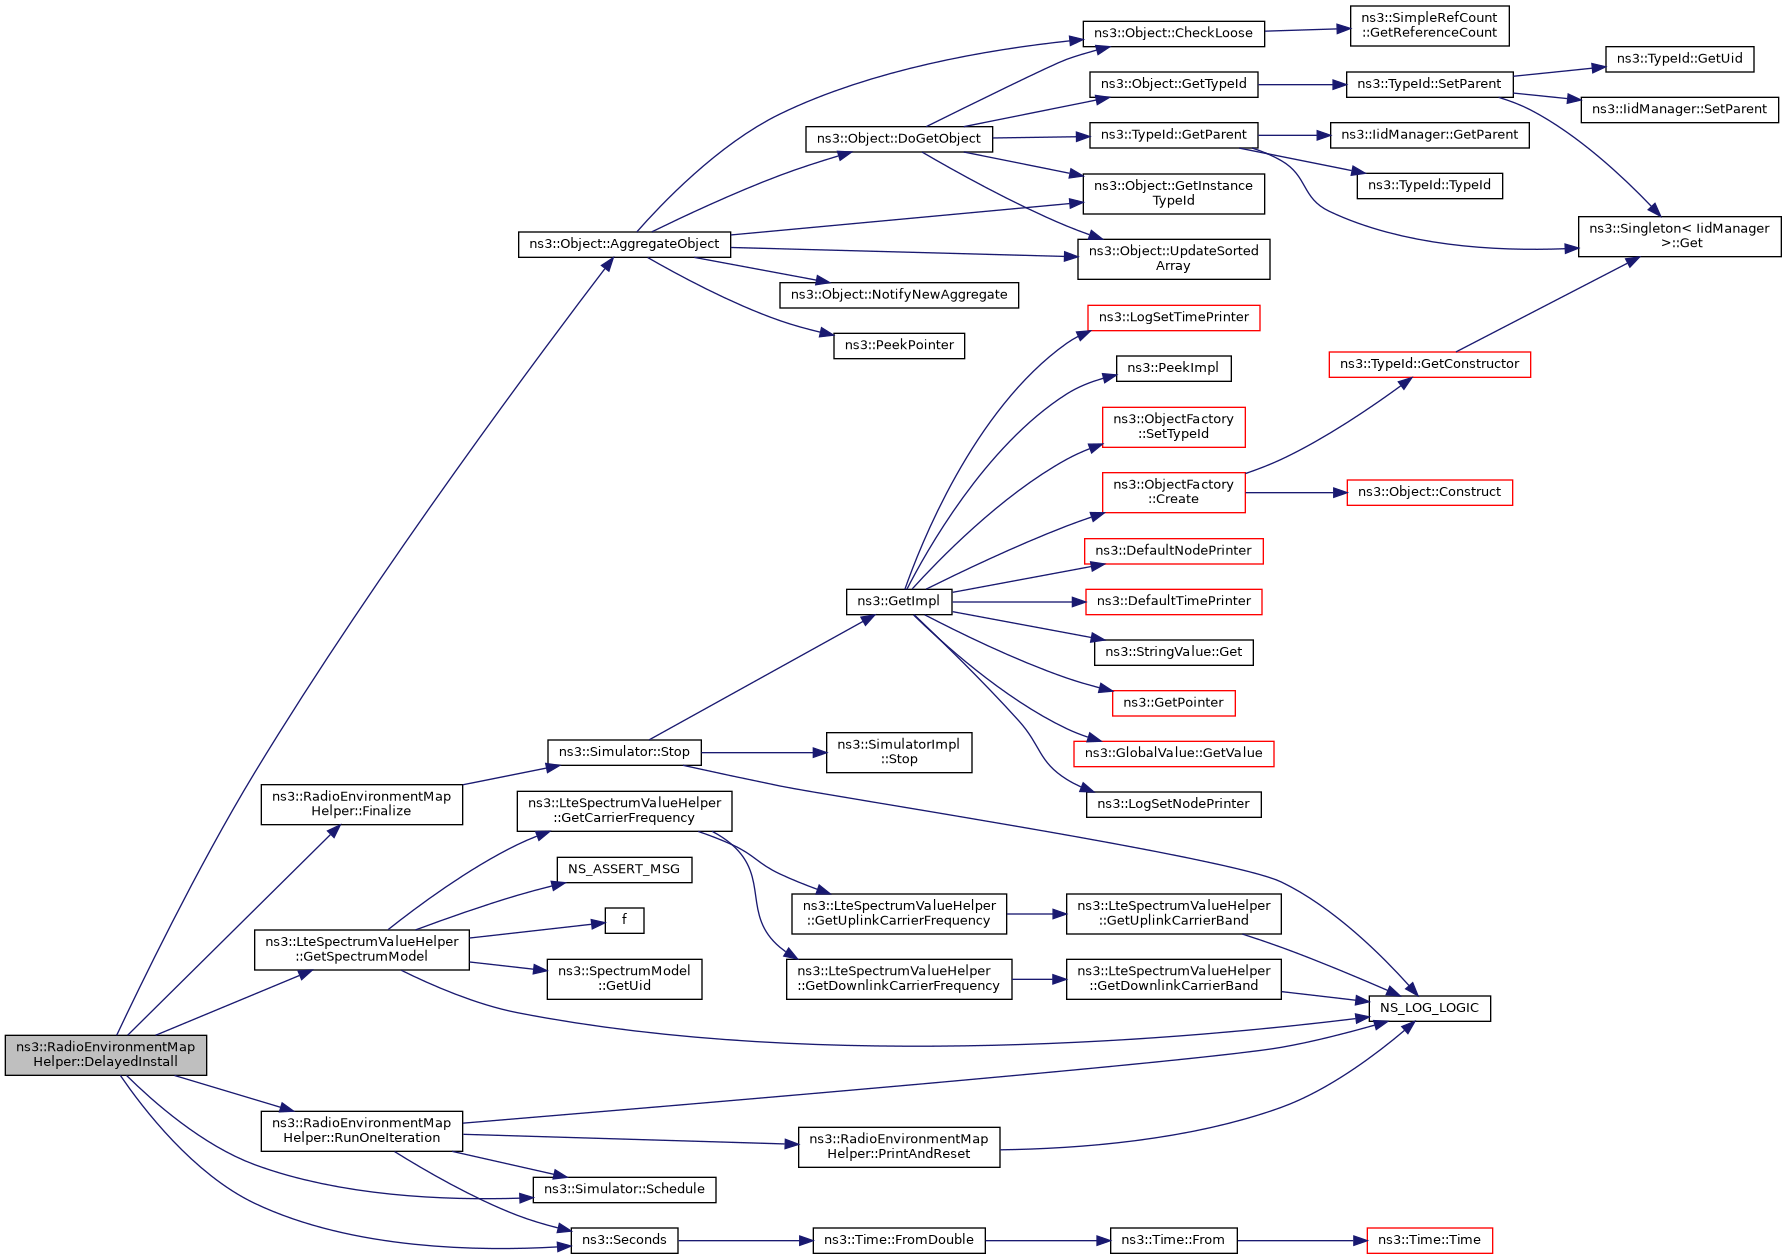 ns3::SimpleRefCount
::GetReferenceCount
ns3::Object::CheckLoose
ns3::TypeId::GetUid
ns3::Object::GetTypeId
ns3::TypeId::SetParent
ns3::IidManager::SetParent
ns3::Object::DoGetObject
ns3::TypeId::GetParent
ns3::IidManager::GetParent
ns3::Object::GetInstance
TypeId
ns3::TypeId::TypeId
ns3::Singleton< IidManager
>::Get
ns3::Object::AggregateObject
ns3::Object::UpdateSorted
Array
ns3::Object::NotifyNewAggregate
ns3::LogSetTimePrinter
ns3::PeekPointer
ns3::PeekImpl
ns3::TypeId::GetConstructor
ns3::ObjectFactory
::SetTypeId
ns3::ObjectFactory
::Create
ns3::Object::Construct
ns3::DefaultNodePrinter
ns3::GetImpl
ns3::DefaultTimePrinter
ns3::StringValue::Get
ns3::GetPointer
ns3::Simulator::Stop
ns3::SimulatorImpl
::Stop
ns3::GlobalValue::GetValue
ns3::RadioEnvironmentMap
Helper::Finalize
ns3::LteSpectrumValueHelper
::GetCarrierFrequency
ns3::LogSetNodePrinter
NS_ASSERT_MSG
ns3::LteSpectrumValueHelper
::GetUplinkCarrierFrequency
ns3::LteSpectrumValueHelper
::GetUplinkCarrierBand
f
ns3::LteSpectrumValueHelper
::GetSpectrumModel
ns3::SpectrumModel
::GetUid
ns3::LteSpectrumValueHelper
::GetDownlinkCarrierFrequency
ns3::LteSpectrumValueHelper
::GetDownlinkCarrierBand
NS_LOG_LOGIC
ns3::RadioEnvironmentMap
Helper::DelayedInstall
ns3::RadioEnvironmentMap
Helper::RunOneIteration
ns3::RadioEnvironmentMap
Helper::PrintAndReset
ns3::Simulator::Schedule
ns3::Seconds
ns3::Time::FromDouble
ns3::Time::From
ns3::Time::Time